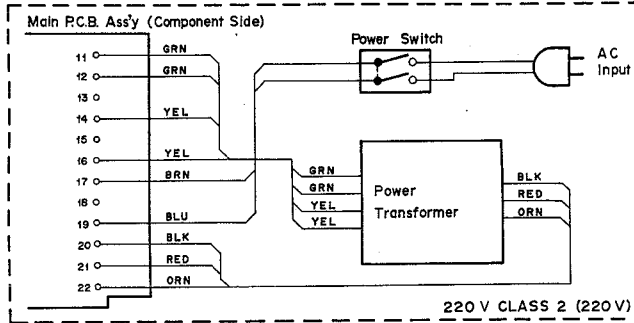 Main P.C.B. Ass'y (Component Side)
Power Switch
AC
Input
11 GRN
12 GRN
13
14 YEL
15
16 YEL
17 BRN
18
19 BLU
20 BLK
21 RED
22 ORN
GRN
GRN
YEL
YEL
Power
Transformer
BLK
RED
ORN
220 V CLASS 2 (220 V)